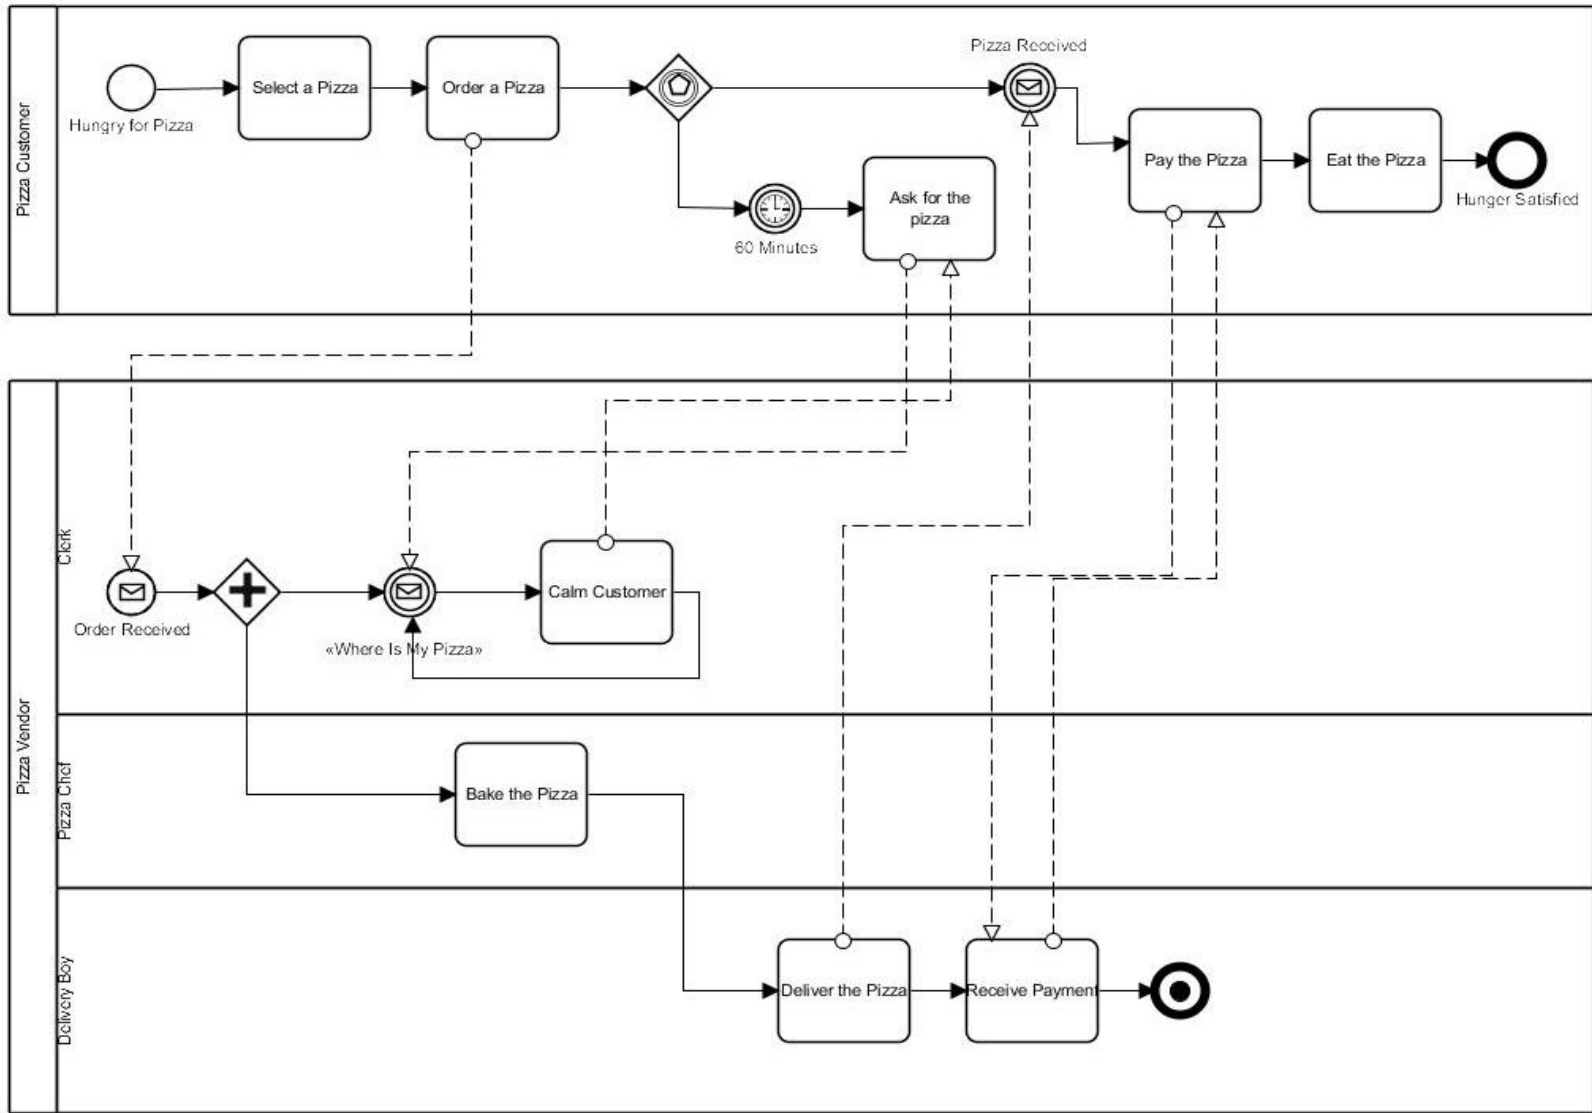 Pizza Customer
Hungry for Pizza
Select a Pizza
Order a Pizza
60 Minutes
Ask for the
pizza
Pizza Received
Pay the Pizza
Eat the Pizza
Hunger Satisfied
Pizza Vendor
Clerk
Order Received
«Where Is My Pizza»
Calm Customer
Pizza Chef
Bake the Pizza
Delivery Boy
Deliver the Pizza
Receive Payment